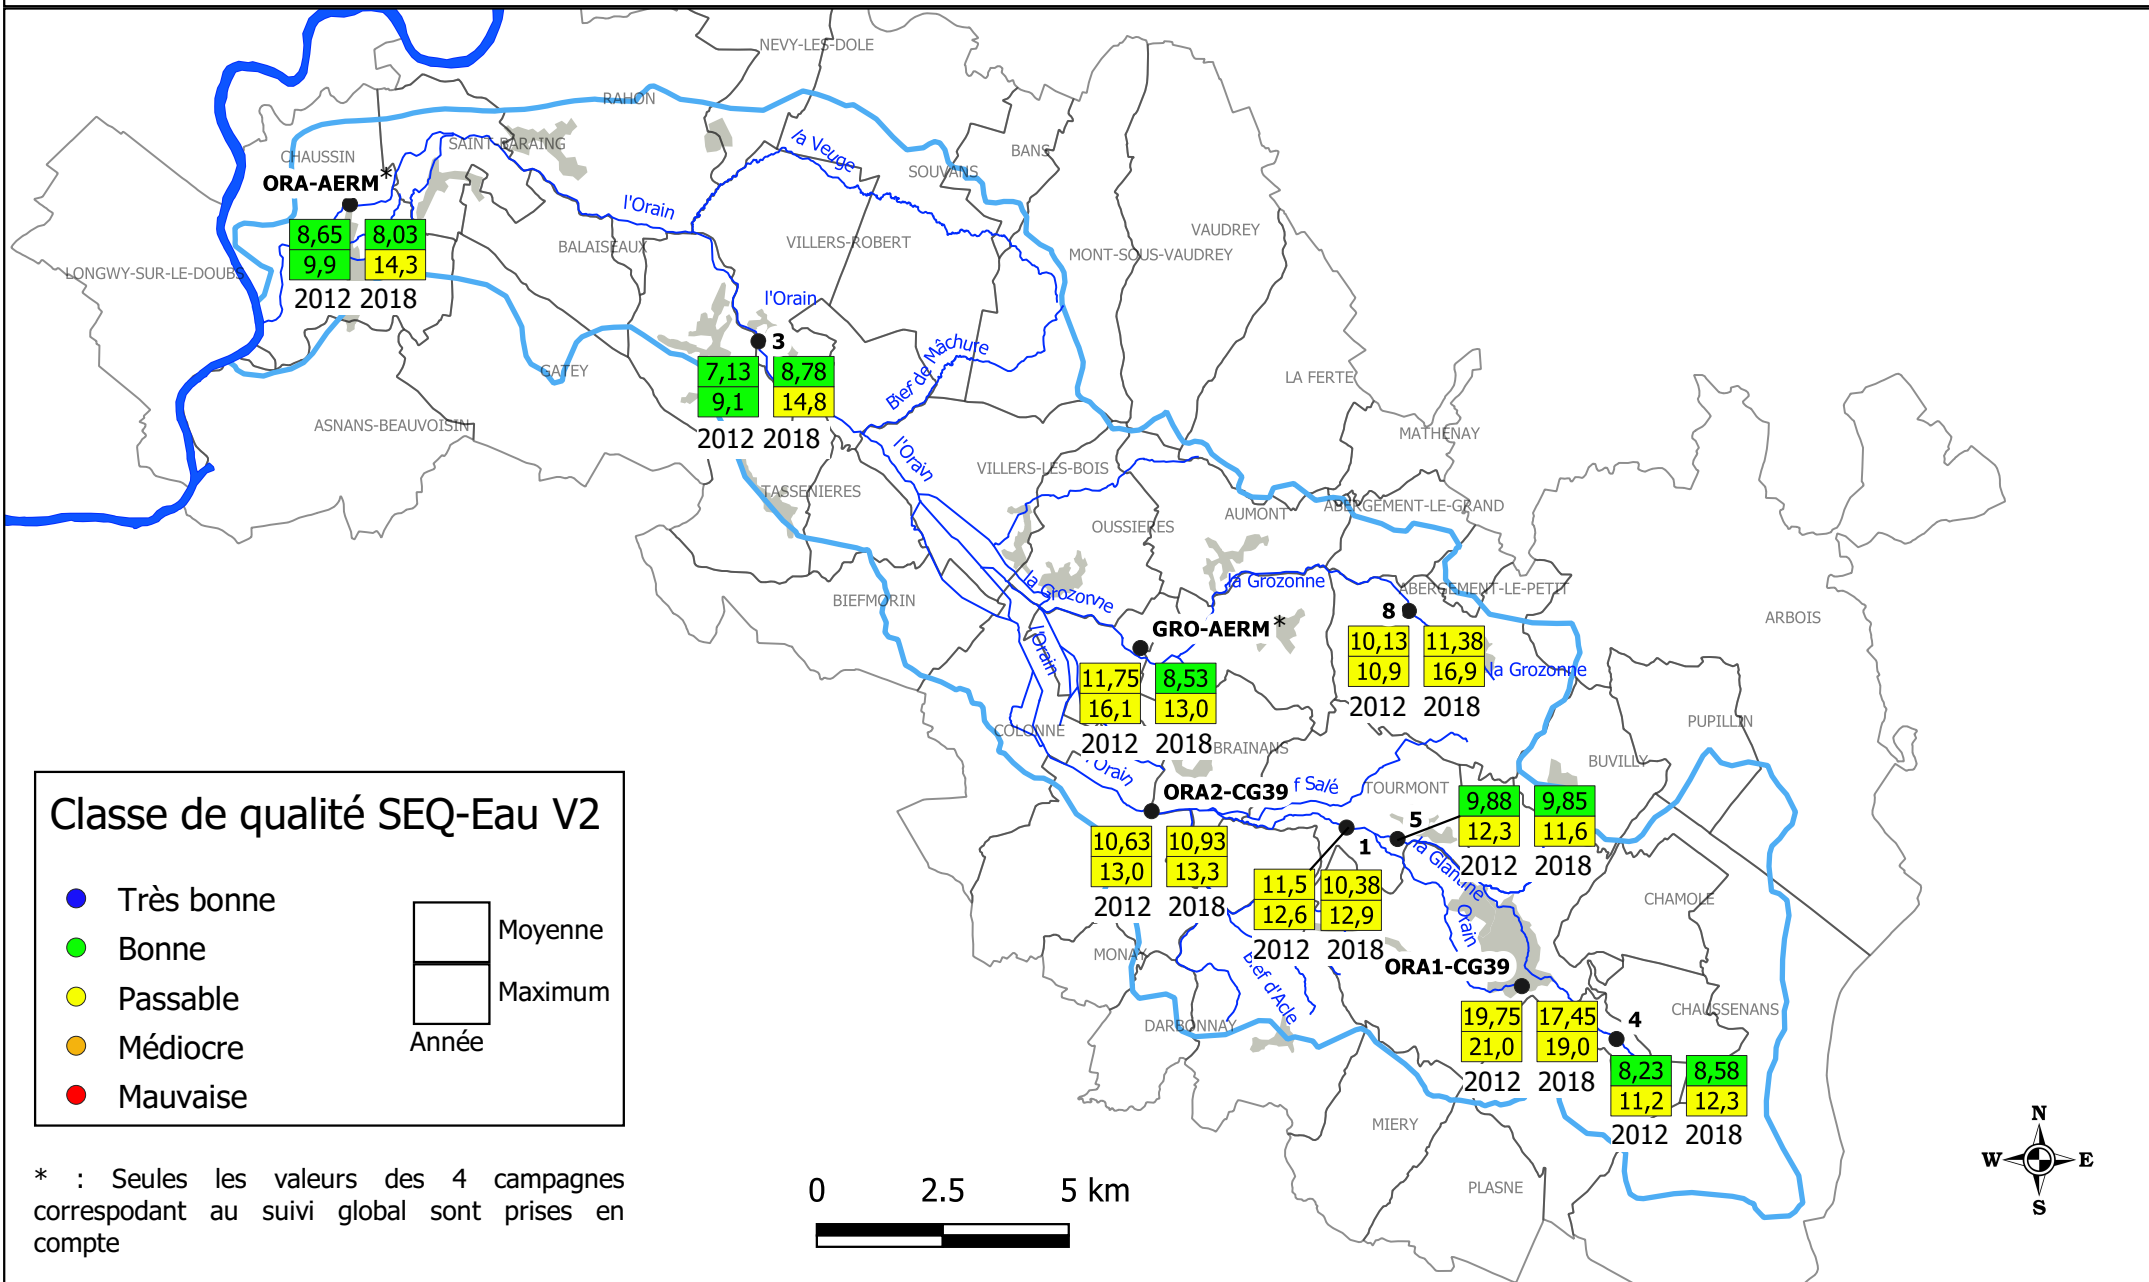 NEVY-LES-DOLE
RAHON
la Veuge
SAINT-BARAING
BANS
CHAUSSIN
SOUVANS
ORA-AERM*
l'Orain
VAUDREY
8,65 8,03
BALAISEAUX
VILLERS-ROBERT
MONT-SOUS-VAUDREY
9,9 14,3
LONGWY-SUR-LE-DOUBS
2012 2018
l'Orain
3
Bief de Mâchure
GATEY
7,13 8,78
LA FERTE
9,1 14,8
ASNANS-BEAUVOISIN
2012 2018
MATHENAY
l'Orain
VILLERS-LES-BOIS
TASSENIERES
ABERGEMENT-LE-GRAND
OUSSIERES
AUMONT
la Grozonne
la Grozonne
ABERGEMENT-LE-PETIT
BIEFMORIN
8
ARBOIS
GRO-AERM*
l'Orain
10,13 11,38
10,9 16,9
la Grozonne
11,75 8,53
16,1 13,0
2012 2018
PUPILLIN
COLONNE
2012 2018
BRAINANS
BUVILLY
l'Orain
f Salé
TOURMONT
ORA2-CG39
9,88 9,85
5
12,3 11,6
1
10,63 10,93
la Glantine
2012 2018
13,0 13,3
11,5 10,38
2012 2018
12,6 12,9
CHAMOLE
Orain
2012 2018
MONAY
ORA1-CG39
Bief d'Acle
CHAUSSENANS
DARBONNAY
19,75 17,45
4
21,0 19,0
2012 2018
8,23 8,58
11,2 12,3
MIERY
2012 2018
PLASNE
Classe de qualité SEQ-Eau V2
Très bonne
Bonne
Passable
Médiocre
Mauvaise
Moyenne
Maximum
Année
* : Seules les valeurs des 4 campagnes
correspodant au suivi global sont prises en
compte
0 2.5 5 km
N
W E
S